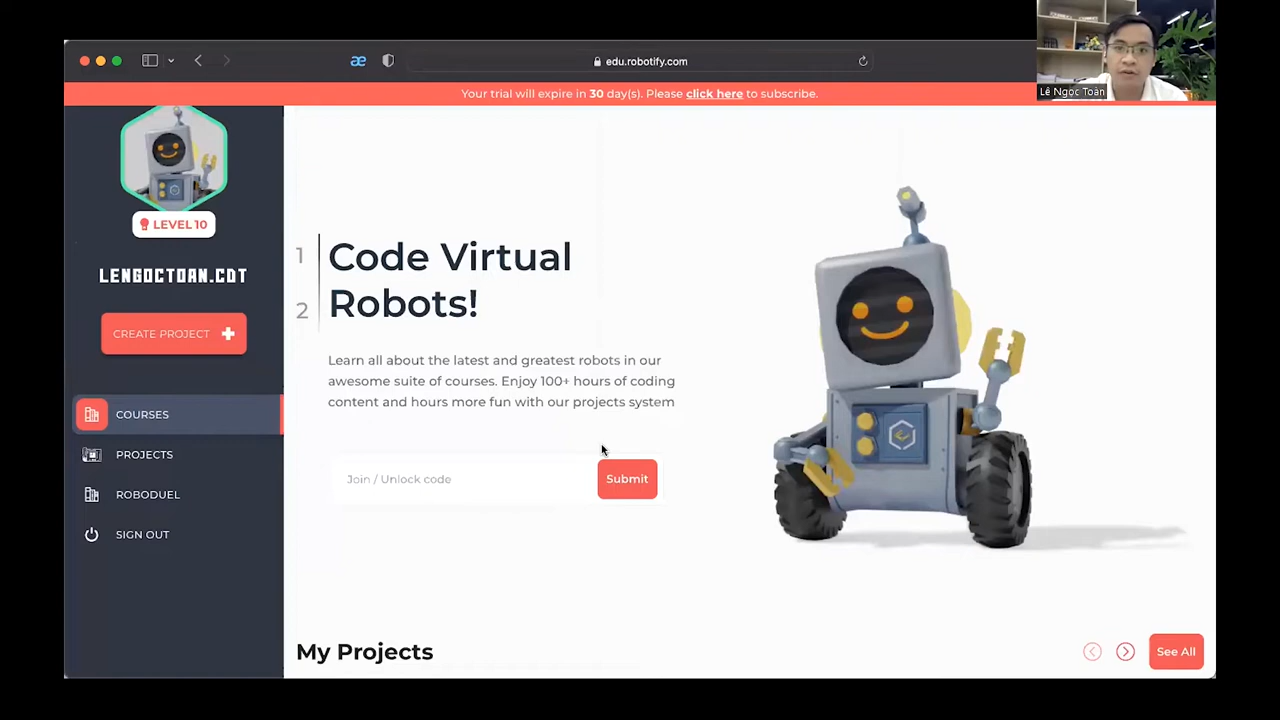 edu.robotify.com
Lê Ngọc Toàn
Your trial will expire in 30 day(s). Please click here to subscribe.
LEVEL 10
LENGOCTOAN.CDT
CREATE PROJECT
COURSES
PROJECTS
ROBODUEL
SIGN OUT
1
2
Code Virtual
Robots!
Learn all about the latest and greatest robots in our
awesome suite of courses. Enjoy 100+ hours of coding
content and hours more fun with our projects system
Join / Unlock code
Submit
My Projects
See All